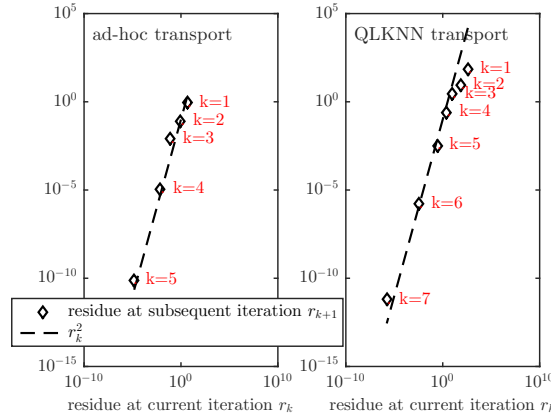 ad-hoc transport
10^5
10^0
10^-5
10^-10
10^-15
k=1
k=2
k=3
k=4
k=5
10^-10
10^0
10^10
residue at current iteration r_k
QLKNN transport
10^5
10^0
10^-5
10^-10
10^-15
k=1
k=2
k=3
k=4
k=5
k=6
k=7
10^-10
10^0
10^10
residue at current iteration r_k
residue at subsequent iteration r_{k+1}
r_k^2